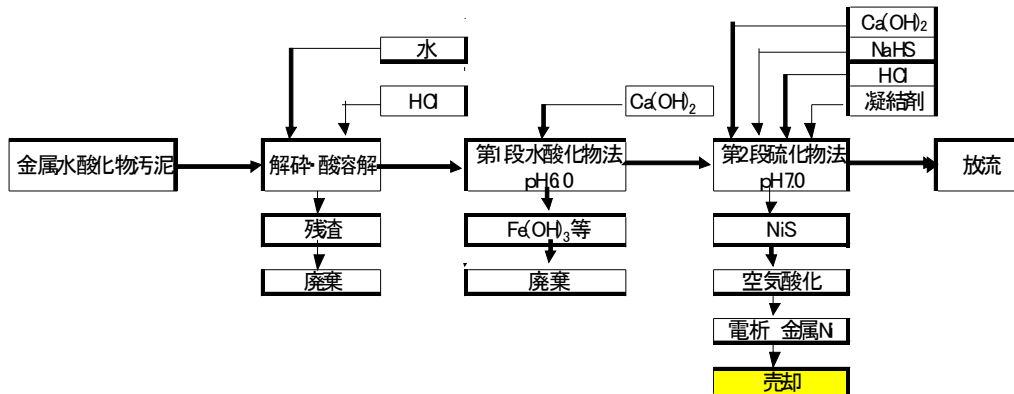 Ca(OH)₂
NaHS
HCl
凝結剤
水
HCl
Ca(OH)₂
金属水酸化物汚泥
解砕・酸溶解
第1段水酸化物法
pH6.0
第2段硫化物法
pH7.0
放流
残渣
Fe(OH)₃等
NiS
廃棄
廃棄
空気酸化
電析 金属Ni
売却